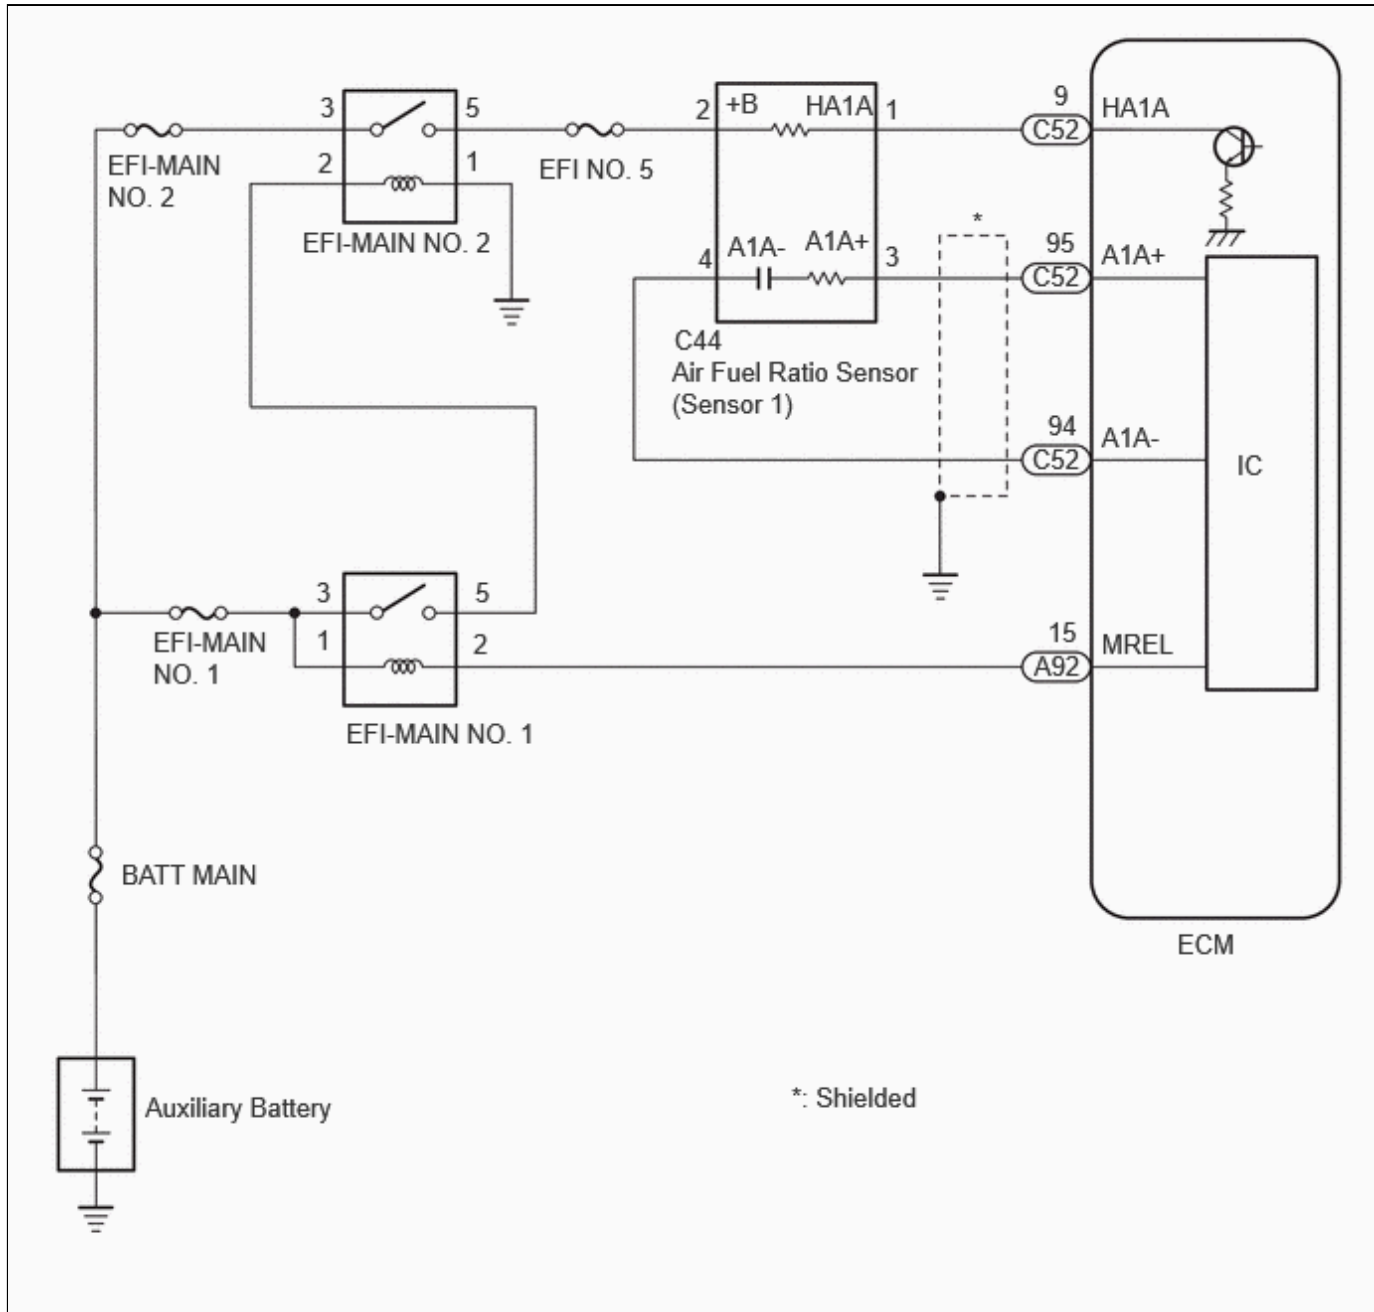 3
5
2
+B
HA1A
1
9
HA1A
C52
EFI-MAIN
NO. 2
2
1
EFI NO. 5
EFI-MAIN NO. 2
*
4
A1A-
A1A+
3
95
A1A+
C52
C44
Air Fuel Ratio Sensor
(Sensor 1)
94
A1A-
C52
IC
3
5
EFI-MAIN
NO. 1
1
2
15
MREL
A92
EFI-MAIN NO. 1
BATT MAIN
ECM
Auxiliary Battery
*: Shielded